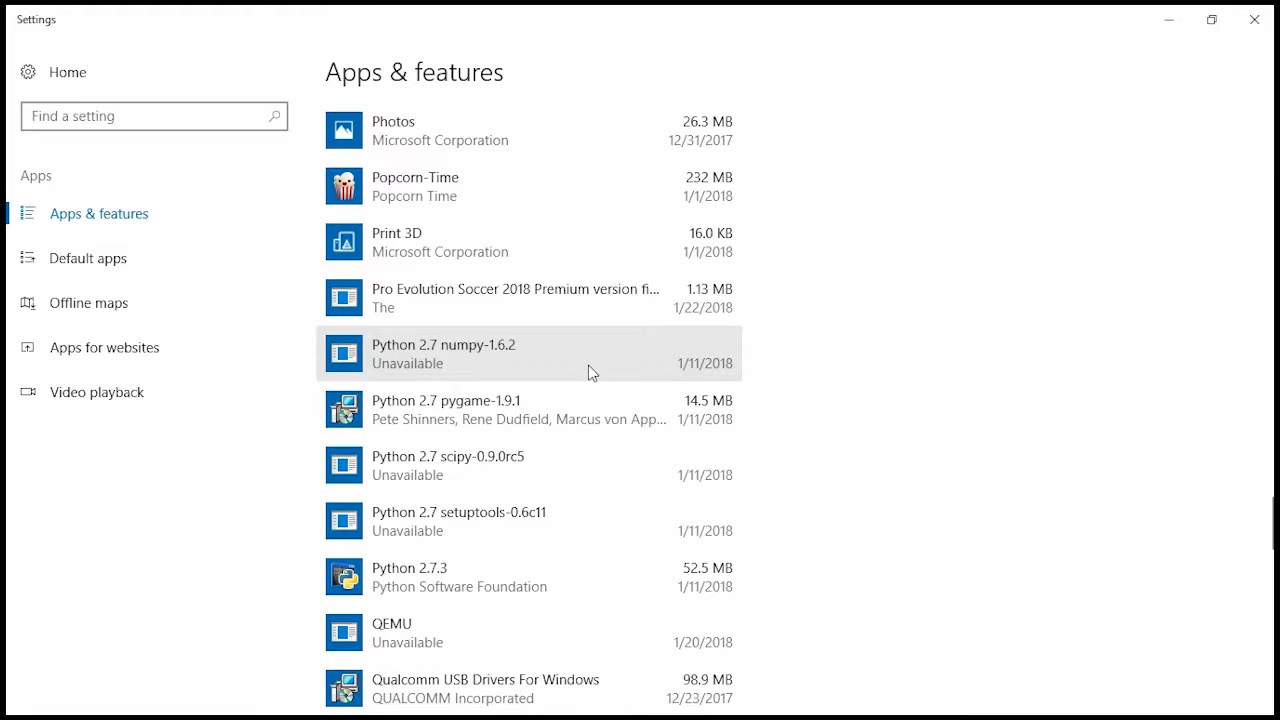 Settings
Home
Find a setting
Apps
Apps & features
Default apps
Offline maps
Apps for websites
Video playback
Apps & features
Photos 26.3 MB
Microsoft Corporation 12/31/2017
Popcorn-Time 232 MB
Popcorn Time 1/1/2018
Print 3D 16.0 KB
Microsoft Corporation 1/1/2018
Pro Evolution Soccer 2018 Premium version fi... 1.13 MB
The 1/22/2018
Python 2.7 numpy-1.6.2
Unavailable 1/11/2018
Python 2.7 pygame-1.9.1 14.5 MB
Pete Shinners, Rene Dudfield, Marcus von App... 1/11/2018
Python 2.7 scipy-0.9.0rc5
Unavailable 1/11/2018
Python 2.7 setuptools-0.6c11
Unavailable 1/11/2018
Python 2.7.3 52.5 MB
Python Software Foundation 1/11/2018
QEMU
Unavailable 1/20/2018
Qualcomm USB Drivers For Windows 98.9 MB
QUALCOMM Incorporated 12/23/2017